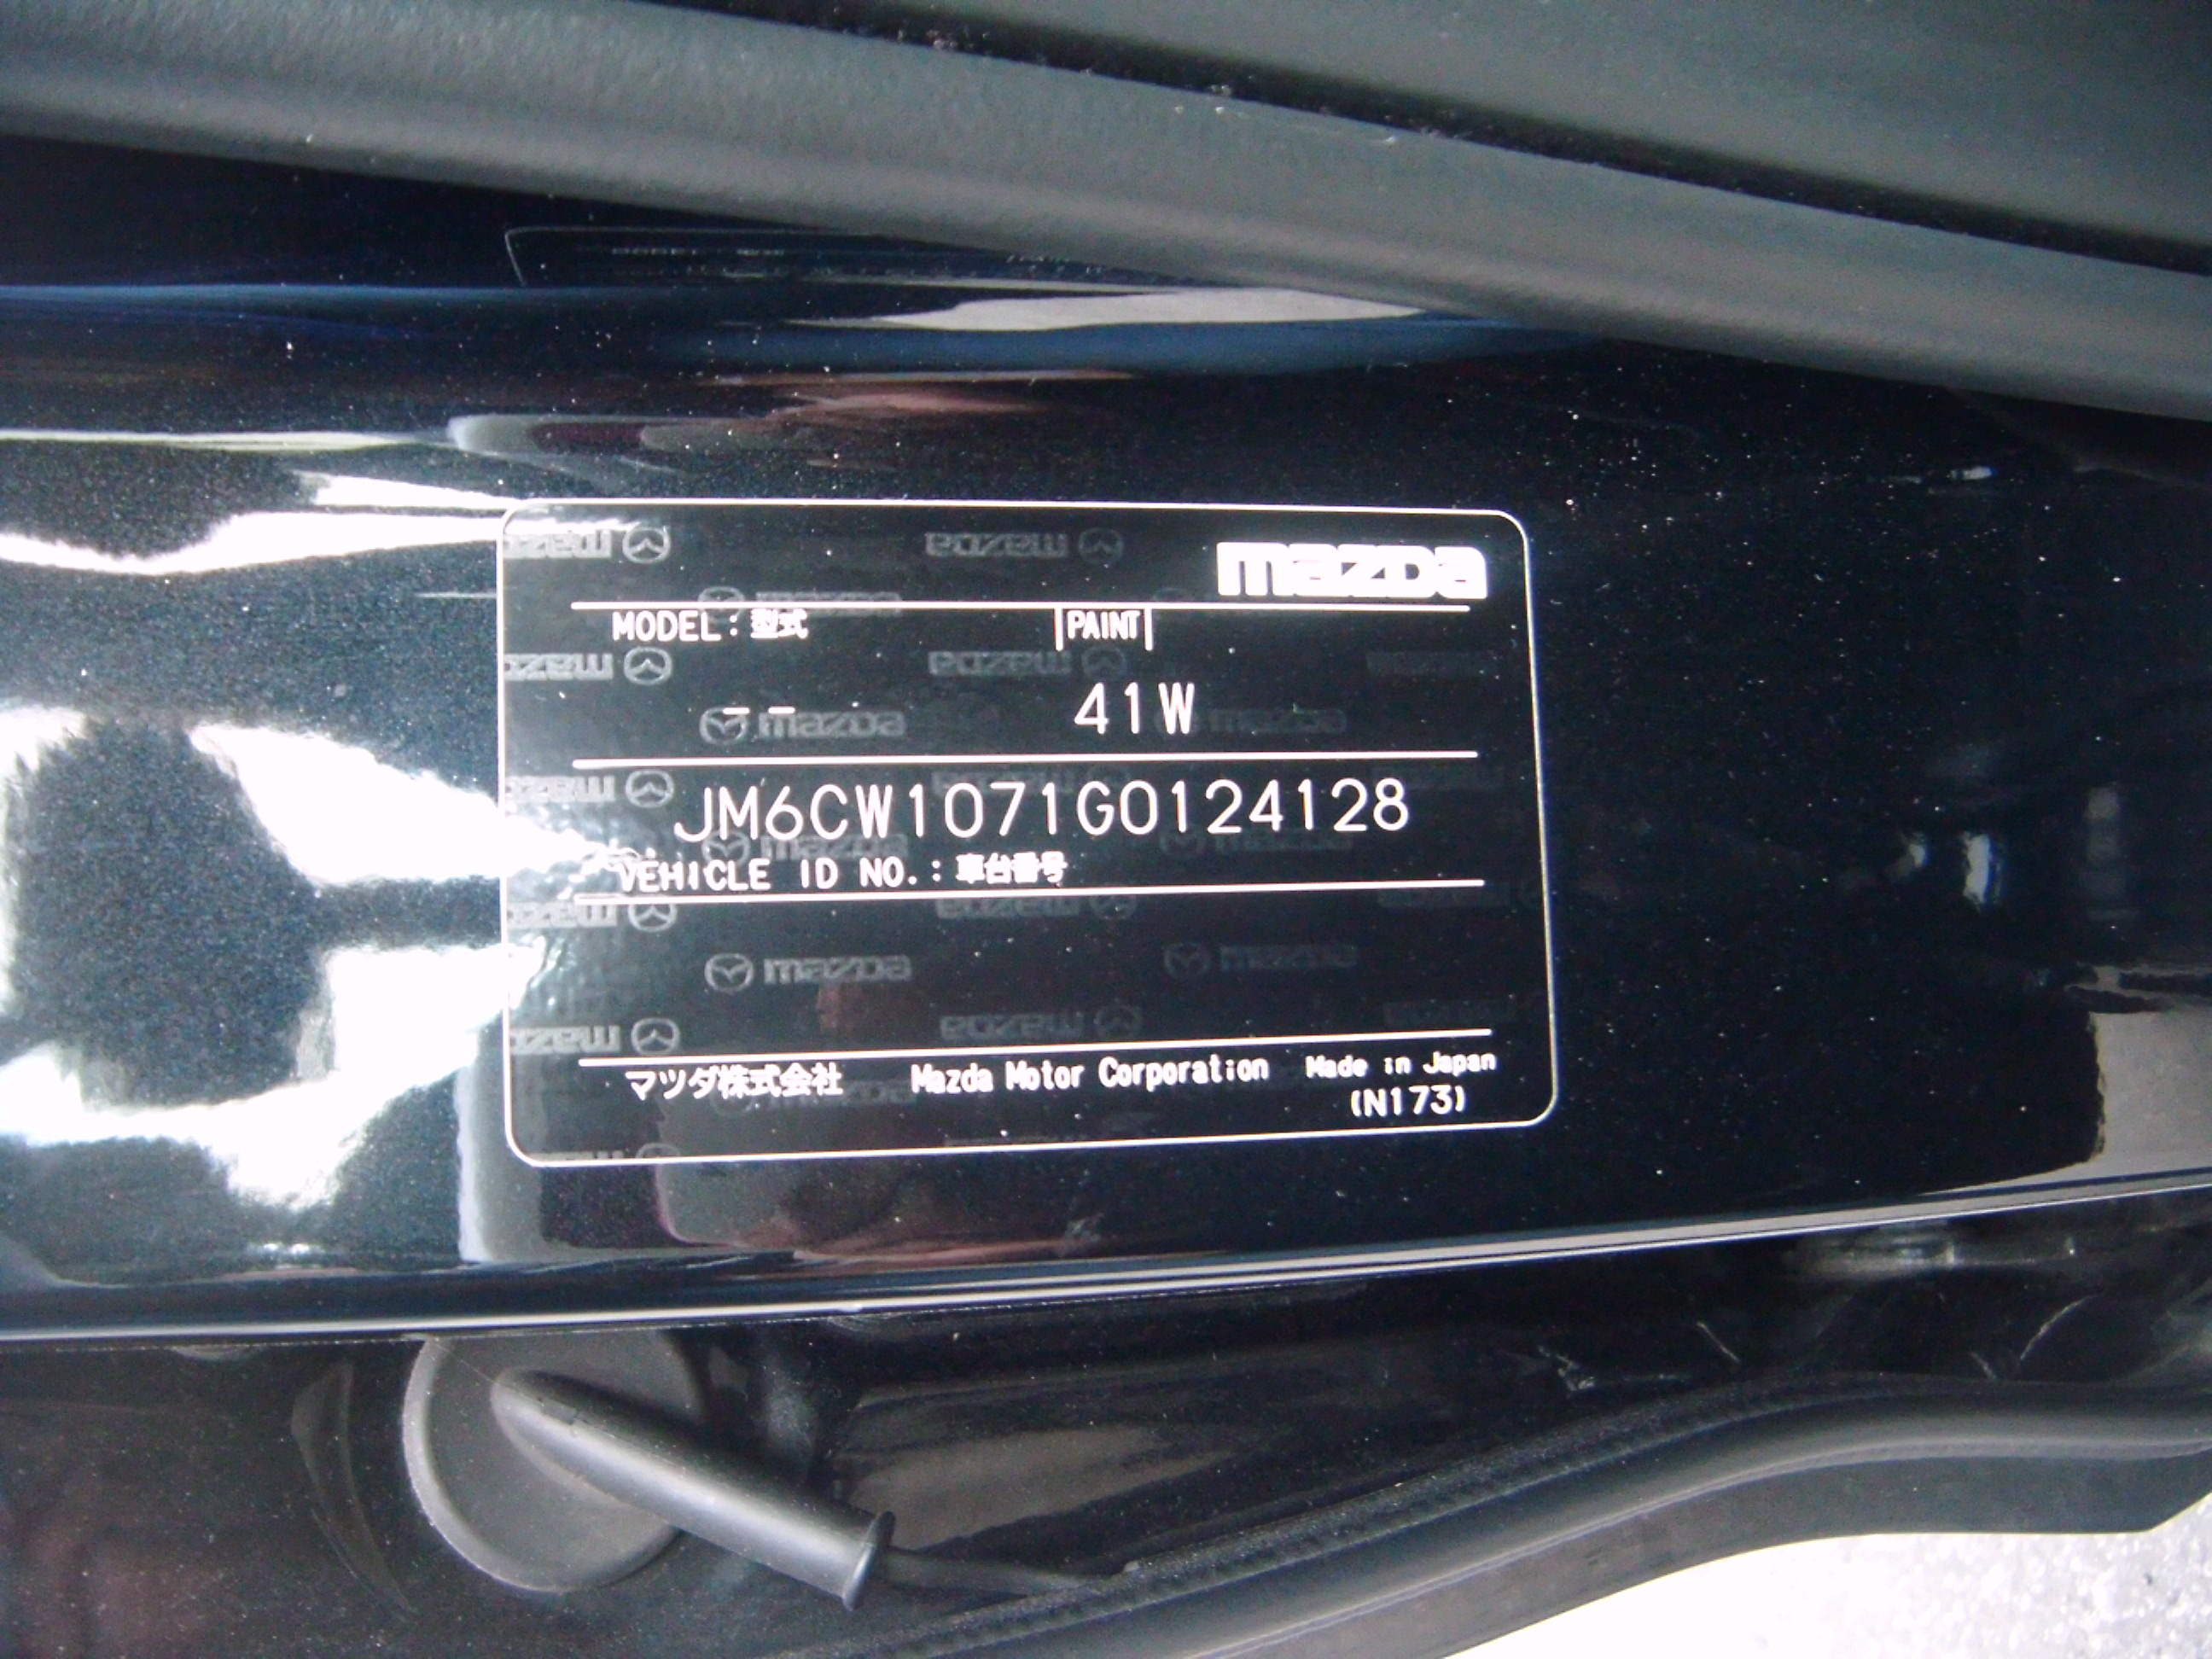 mazda
MODEL:型式 PAINT
-- 41W
JM6CW1071G0124128
VEHICLE ID NO.:車台番号
マツダ株式会社 Mazda Motor Corporation Made in Japan
(N173)